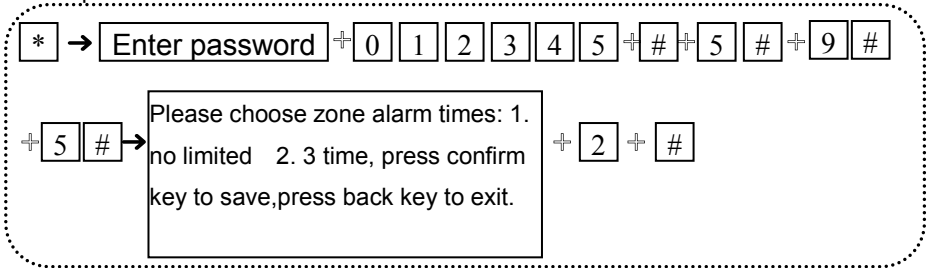 * → Enter password + 0 1 2 3 4 5 + # + 5 # + 9 #
+ 5 # → Please choose zone alarm times: 1.
no limited 2. 3 time, press confirm + 2 + #
key to save,press back key to exit.